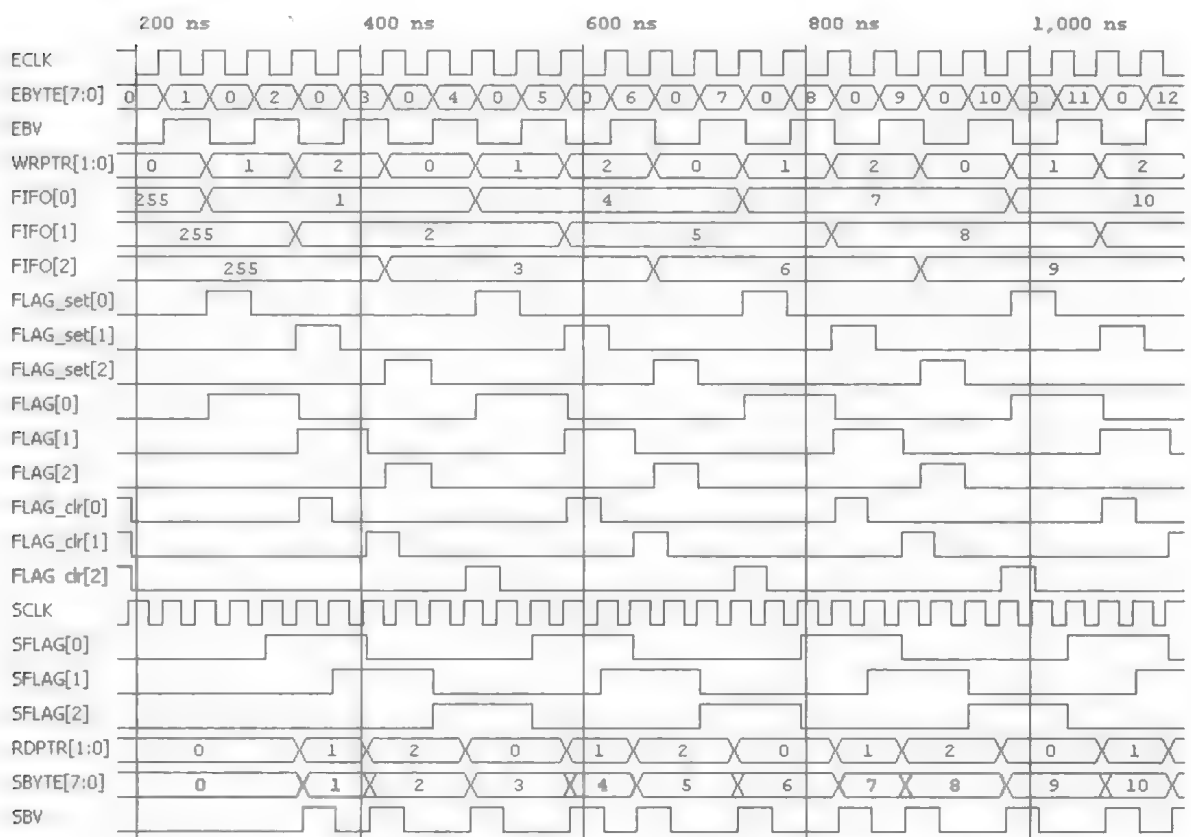 200 ns 400 ns 600 ns 800 ns 1,000 ns
ECLK
EBYTE[7:0] 0 1 0 2 0 3 0 4 0 5 0 6 0 7 0 8 0 9 0 10 0 11 0 12
EBV
WRPTR[1:0] 0 1 2 0 1 2 0 1 2 0 1 2
FIFO[0] 255 1 4 7 10
FIFO[1] 255 2 5 8
FIFO[2] 255 3 6 9
FLAG_set[0]
FLAG_set[1]
FLAG_set[2]
FLAG[0]
FLAG[1]
FLAG[2]
FLAG_clr[0]
FLAG_clr[1]
FLAG clr[2]
SCLK
SFLAG[0]
SFLAG[1]
SFLAG[2]
RDPTR[1:0] 0 1 2 0 1 2 0 1 2 0 1
SBYTE[7:0] 0 1 2 3 4 5 6 7 8 9 10
SBV